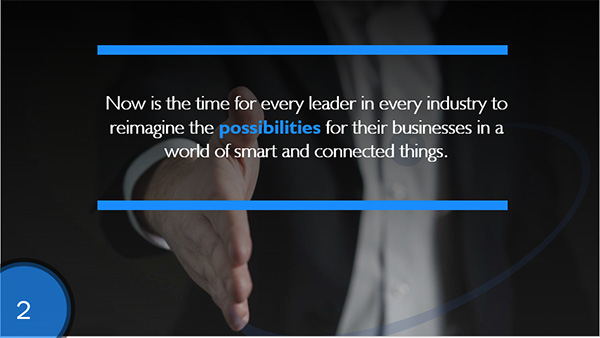 Now is the time for every leader in every industry to
reimagine the possibilities for their businesses in a
world of smart and connected things.
2